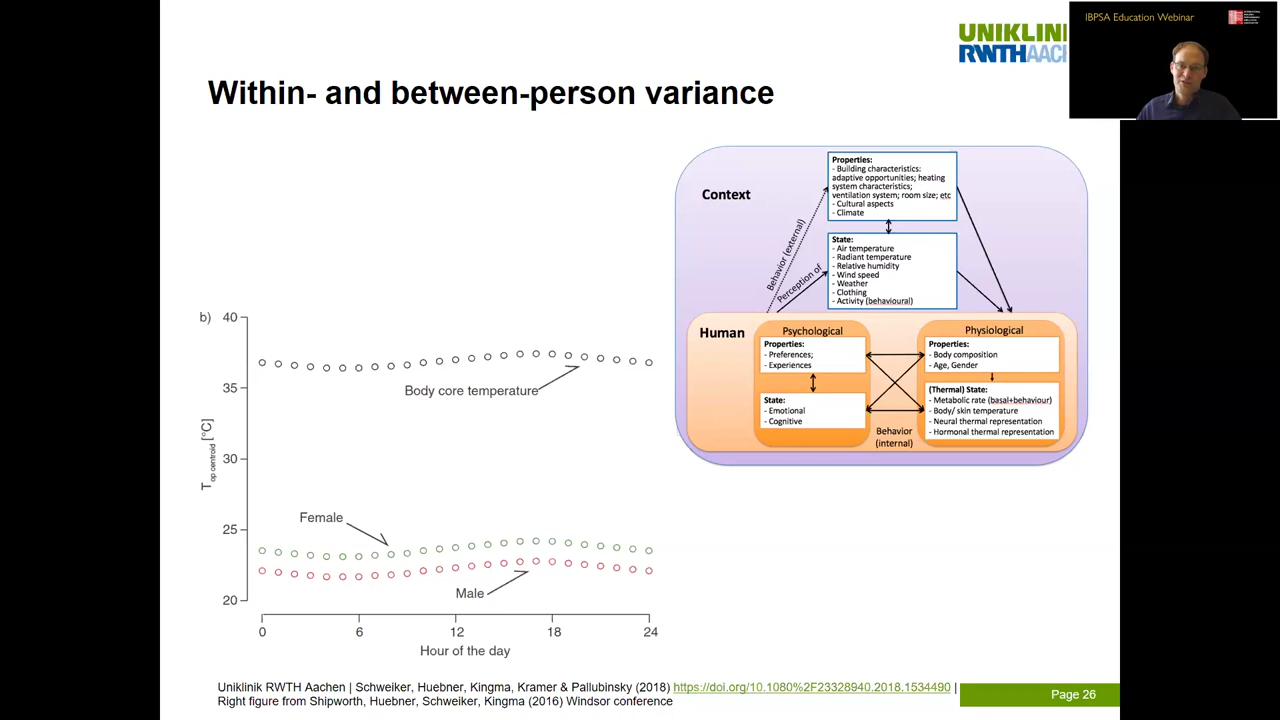 IBPSA Education Webinar
UNIKLINI
RWTHAACH
Within- and between-person variance
Context
Properties:
- Building characteristics:
adaptive opportunities; heating
system characteristics;
ventilation system; room size; etc
- Cultural aspects
- Climate
State:
- Air temperature
- Radiant temperature
- Relative humidity
- Wind speed
- Weather
- Clothing
- Activity (behavioural)
Behavior (external)
Perception of
Human
Psychological
Properties:
- Preferences;
- Experiences
State:
- Emotional
- Cognitive
Physiological
Properties:
- Body composition
- Age, Gender
(Thermal) State:
- Metabolic rate (basal+behaviour)
- Body/ skin temperature
- Neural thermal representation
- Hormonal thermal representation
Behavior
(internal)
b)
40
35
30
25
20
T op centroid [°C]
Body core temperature
Female
Male
0
6
12
18
24
Hour of the day
Uniklinik RWTH Aachen | Schweiker, Huebner, Kingma, Kramer & Pallubinsky (2018) https://doi.org/10.1080%2F23328940.2018.1534490 |
Right figure from Shipworth, Huebner, Schweiker, Kingma (2016) Windsor conference
Page 26